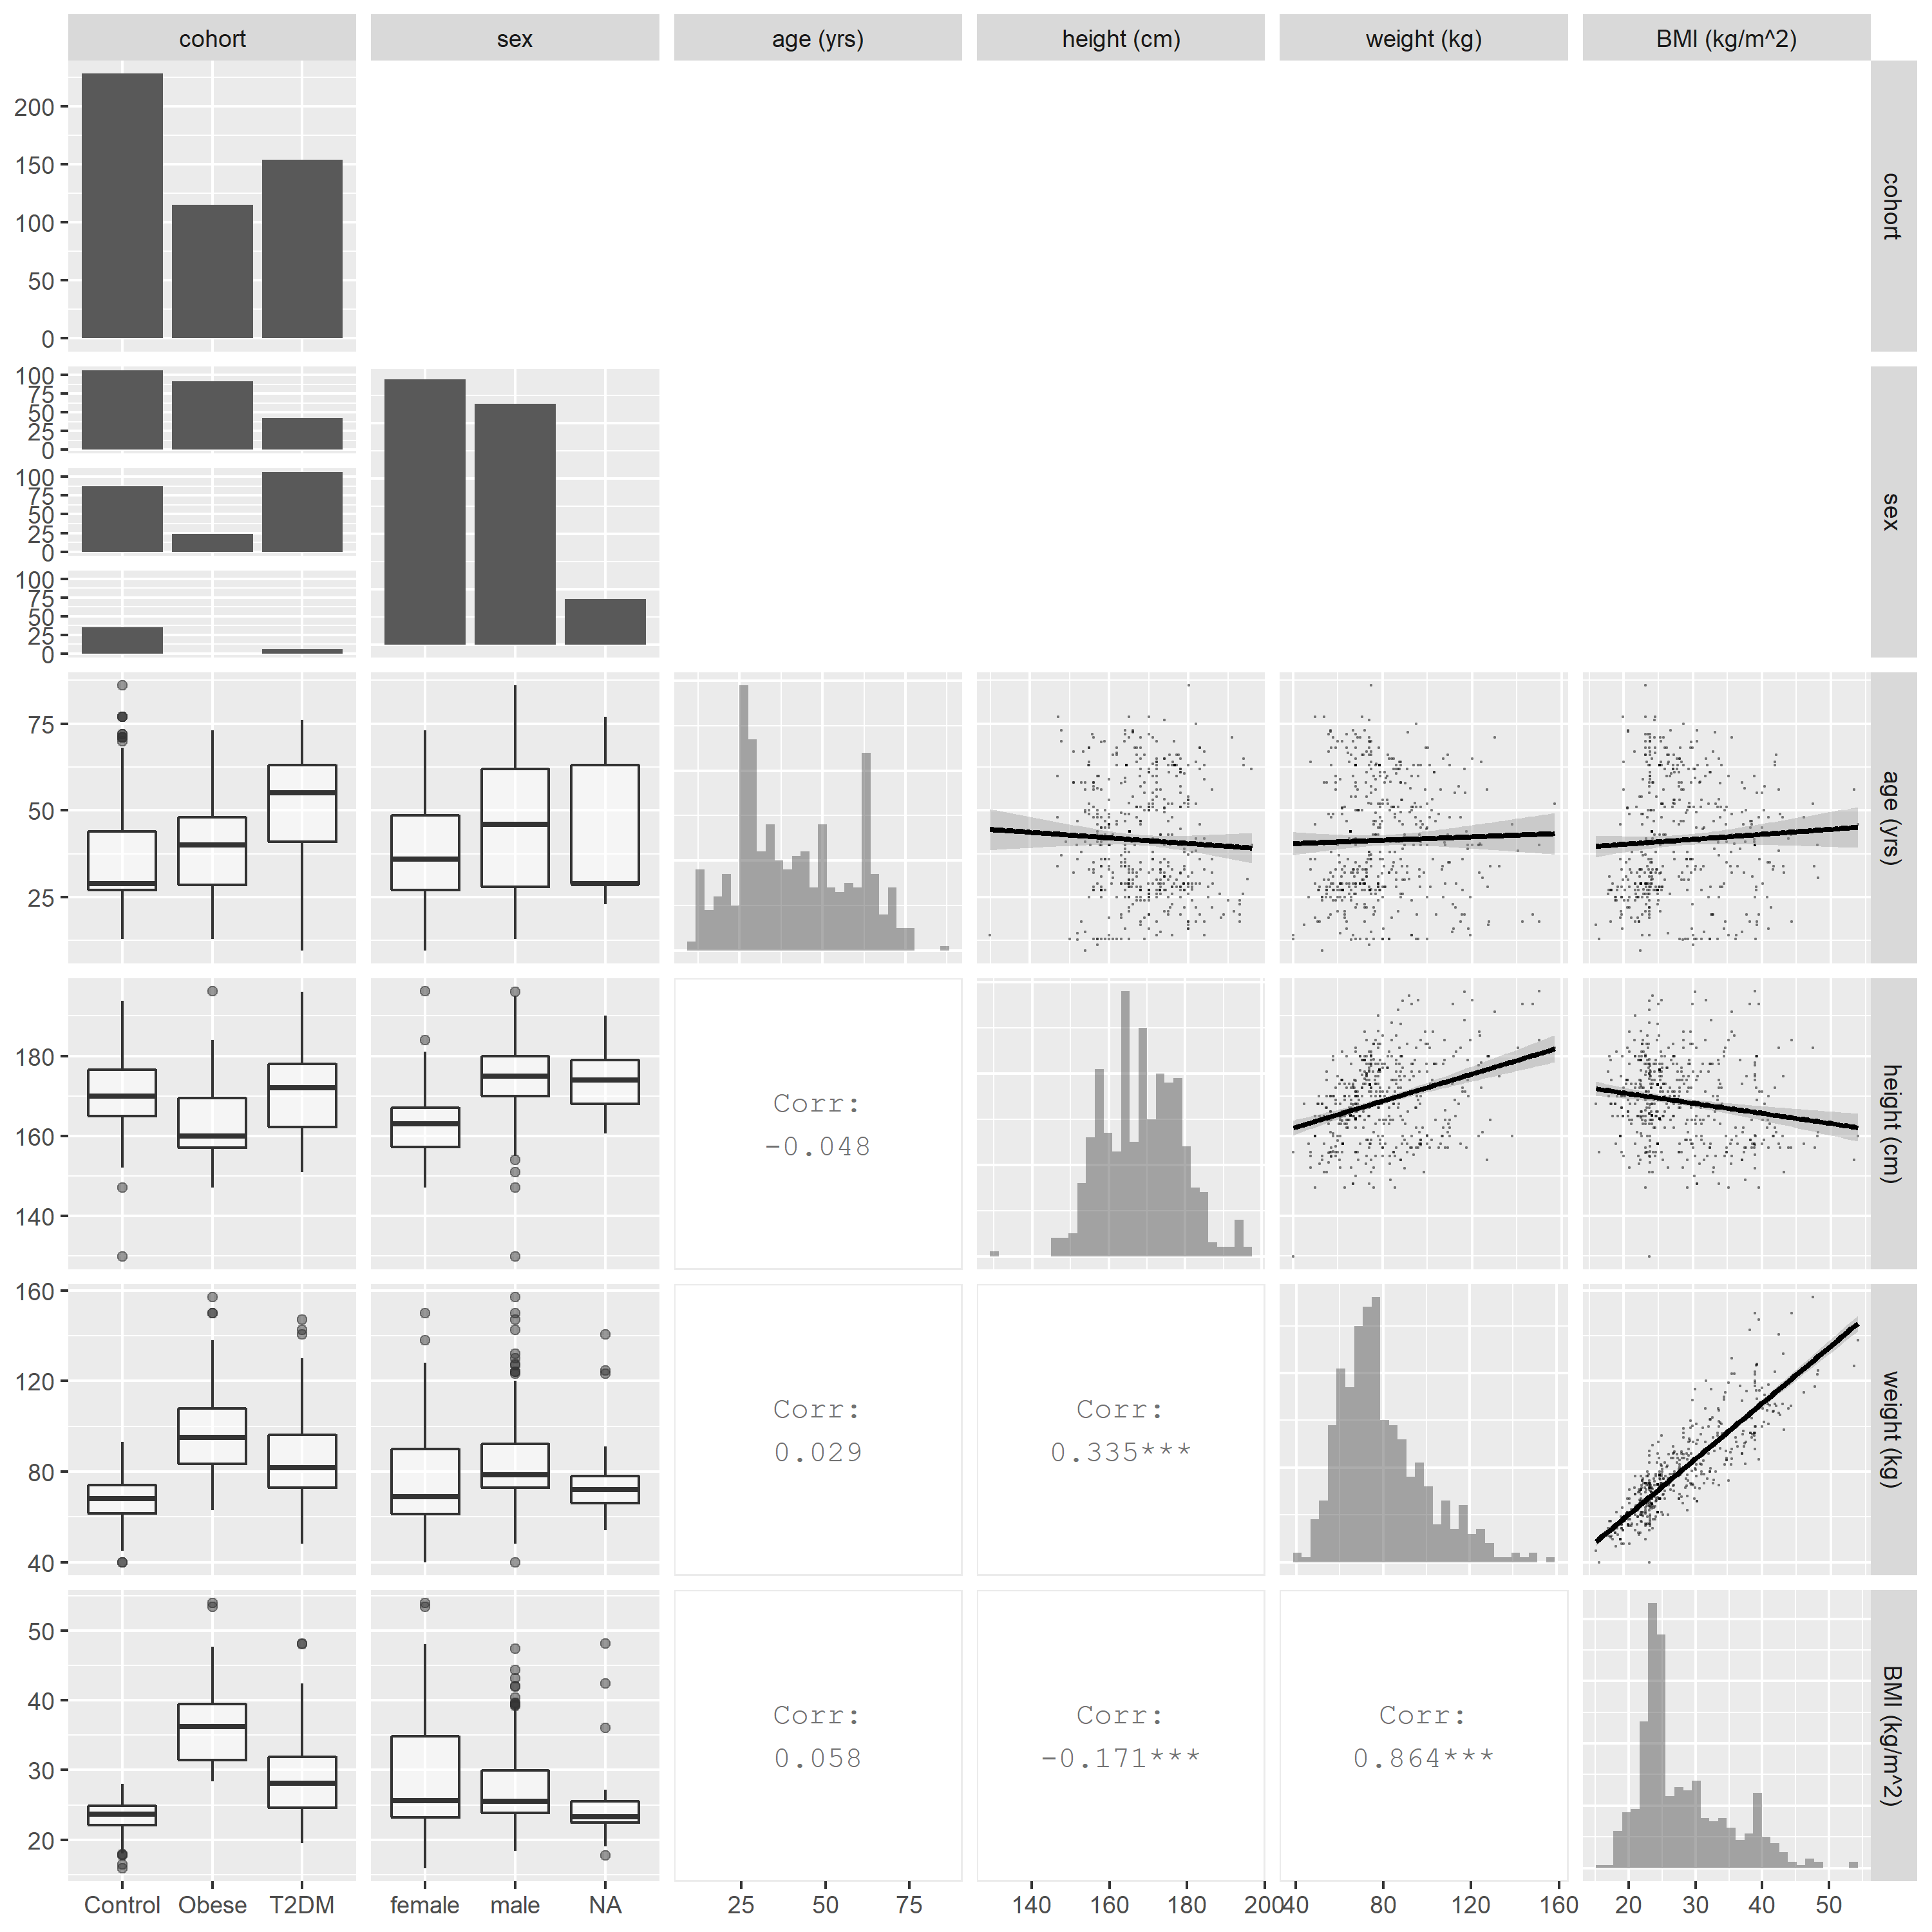 cohort sex age (yrs) height (cm) weight (kg) BMI (kg/m^2)
200
150
100
50
0
cohort
100
75
50
25
0
100
75
50
25
0
100
75
50
25
0
sex
75
50
25
age (yrs)
180
160
140
Corr:
-0.048
height (cm)
160
120
80
40
Corr:
0.029
Corr:
0.335***
weight (kg)
50
40
30
20
Corr:
0.058
Corr:
-0.171***
Corr:
0.864***
BMI (kg/m^2)
Control Obese T2DM female male NA 25 50 75 140 160 180 200 40 80 120 160 20 30 40 50